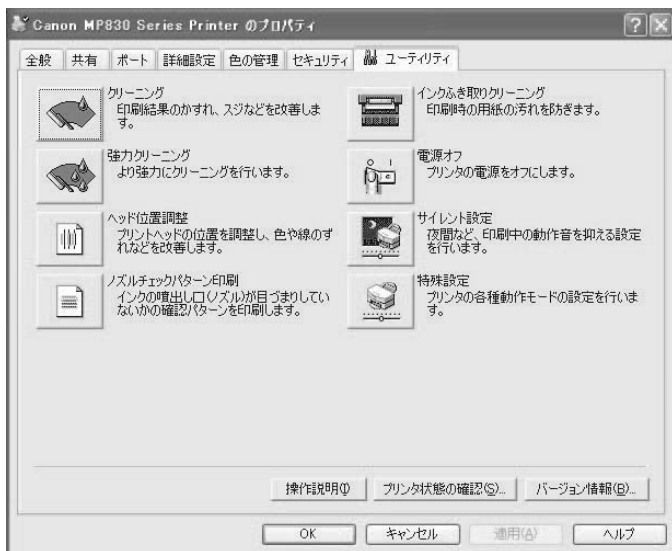 Canon MP830 Series Printer のプロパティ
全般 共有 ポート 詳細設定 色の管理 セキュリティ ユーティリティ
クリーニング
印刷結果のかすれ、スジなどを改善しま
す。
インクふき取りクリーニング
印刷時の用紙の汚れを防ぎます。
強力クリーニング
より強力にクリーニングを行います。
電源オフ
プリンタの電源をオフにします。
ヘッド位置調整
プリントヘッドの位置を調整し、色や線のず
れなどを改善します。
サイレント設定
夜間など、印刷中の動作音を抑える設定
を行います。
ノズルチェックパターン印刷
インクの噴出し口(ノズル)が目づまりしてい
ないかの確認パターンを印刷します。
特殊設定
プリンタの各種動作モードの設定を行いま
す。
操作説明(I) プリンタ状態の確認(S)... バージョン情報(B)...
OK キャンセル 適用(A) ヘルプ